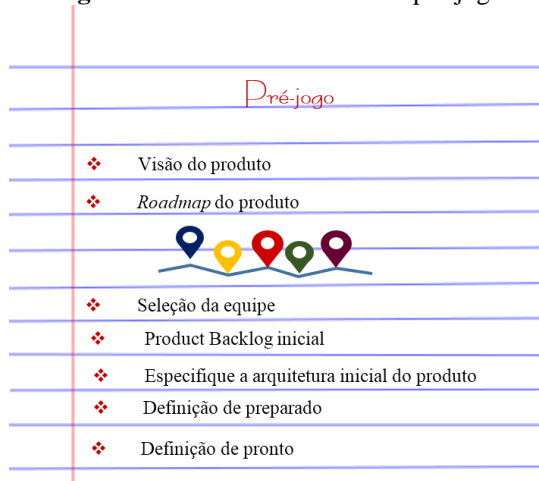 Pré-jogo
Visão do produto
Roadmap do produto
Seleção da equipe
Product Backlog inicial
Especifique a arquitetura inicial do produto
Definição de preparado
Definição de pronto